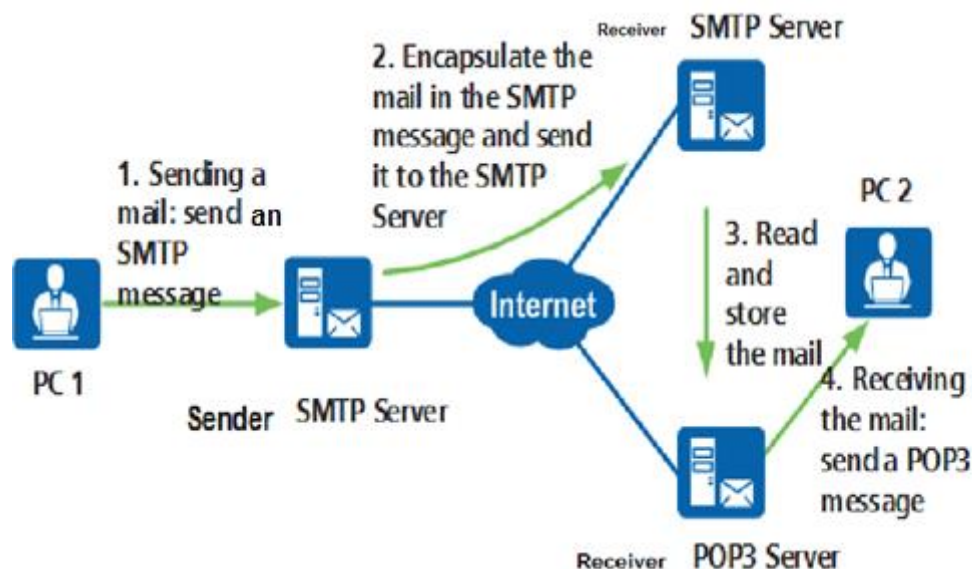 Receiver SMTP Server
2. Encapsulate the
mail in the SMTP
message and send
it to the SMTP
Server
1. Sending a
mail: send an
SMTP
message
PC 1
Sender SMTP Server
Internet
3. Read
and
store
the mail
PC 2
4. Receiving
the mail:
send a POP3
message
Receiver POP3 Server